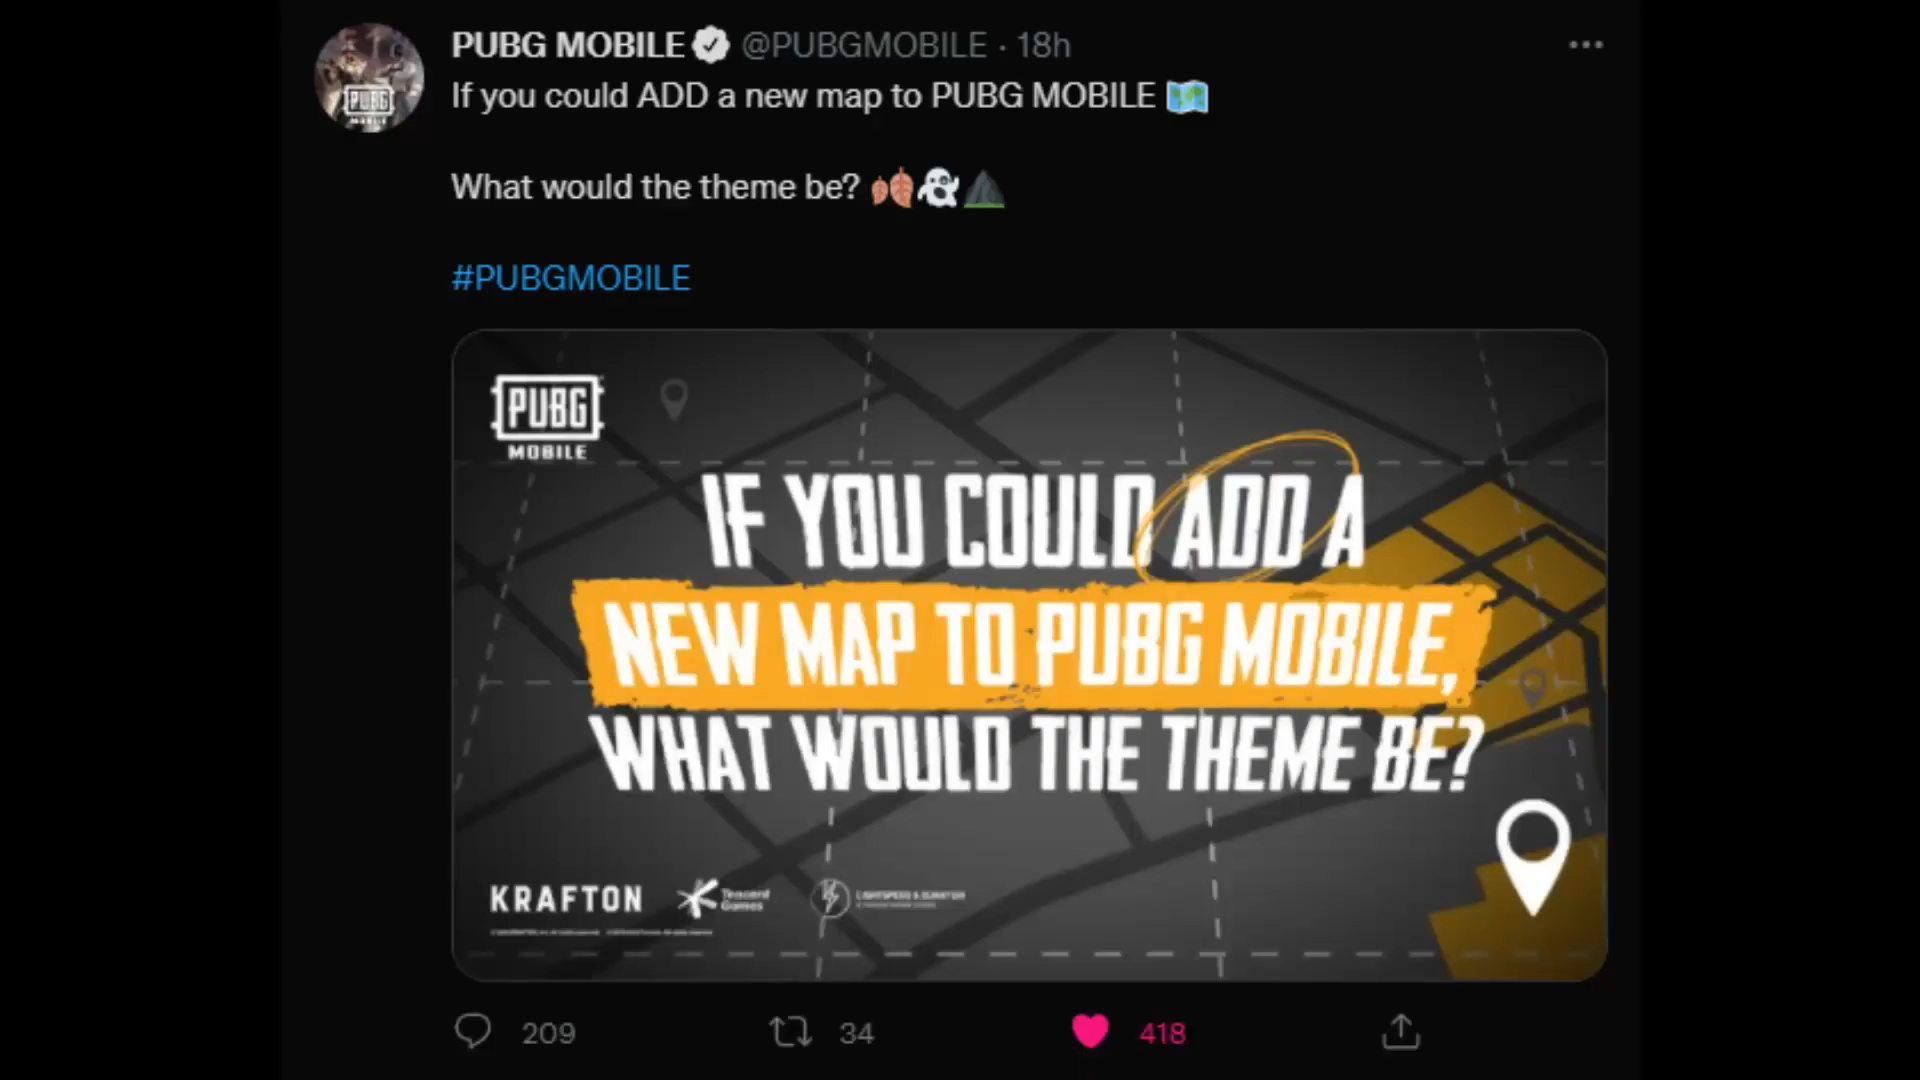 PUBG MOBILE @PUBGMOBILE · 18h
If you could ADD a new map to PUBG MOBILE 🗺️
What would the theme be? 🍂👻⛰️
#PUBGMOBILE
PUBG
MOBILE
IF YOU COULD ADD A
NEW MAP TO PUBG MOBILE,
WHAT WOULD THE THEME BE?
KRAFTON
Tencent
Games
LIGHTSPEED & QUANTUM
209
34
418